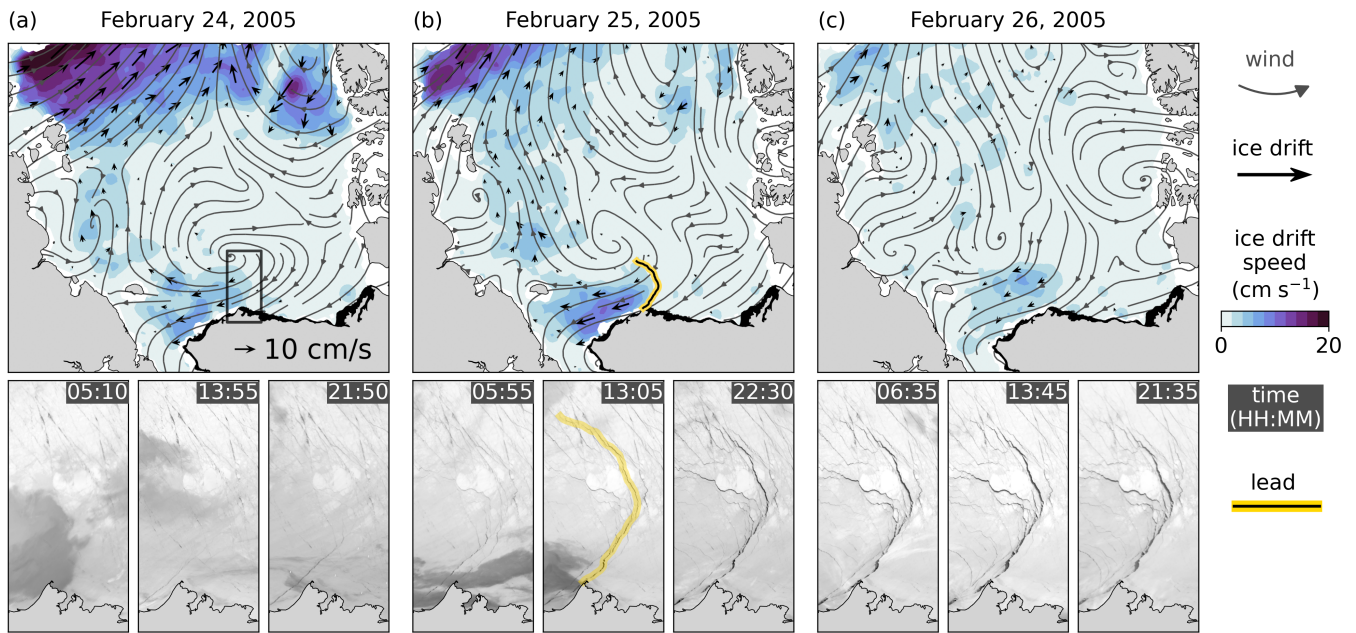 (a) February 24, 2005
(b) February 25, 2005
(c) February 26, 2005
wind
ice drift
ice drift
speed
(cm s⁻¹)
0 20
10 cm/s
05:10 13:55 21:50
05:55 13:05 22:30
06:35 13:45 21:35
time
(HH:MM)
lead